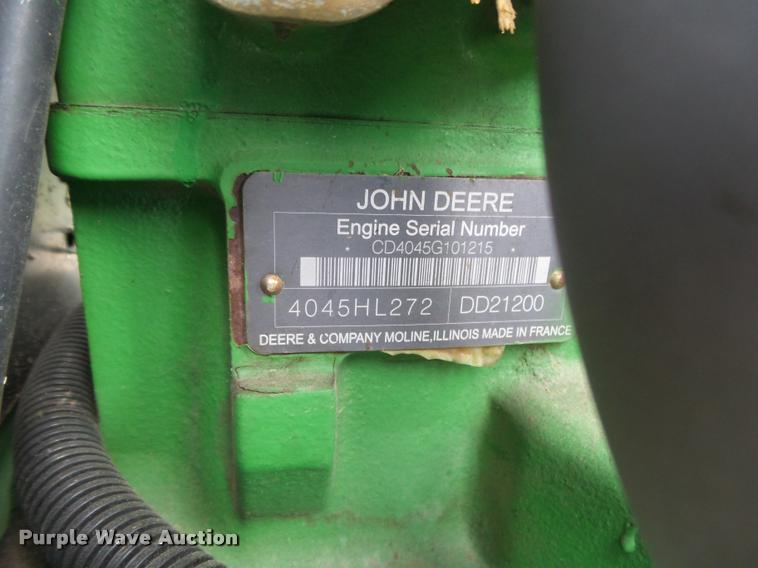 JOHN DEERE
Engine Serial Number
* CD4045G101215 *
4045HL272 DD21200
DEERE & COMPANY MOLINE,ILLINOIS MADE IN FRANCE
Purple Wave Auction